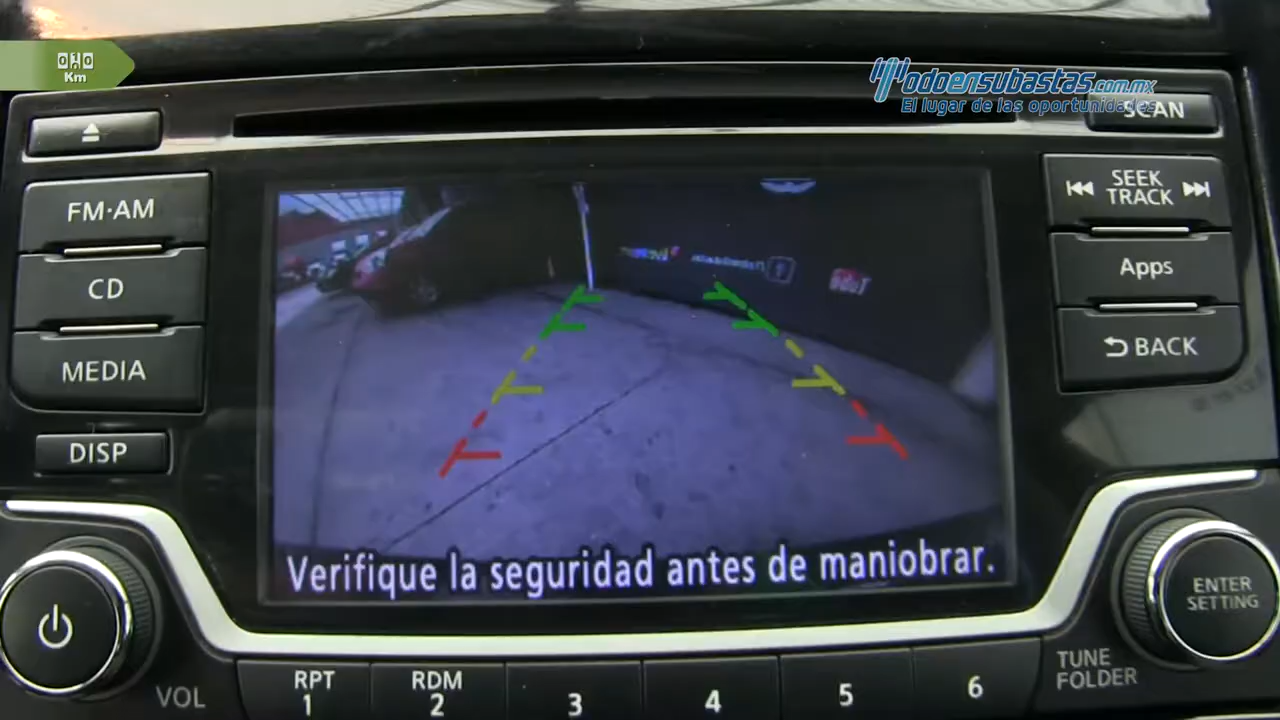 010
Km
Todoensubastas.com.mx
El lugar de las oportunidades
SCAN
FM·AM
SEEK
TRACK
CD
Apps
MEDIA
BACK
DISP
Verifique la seguridad antes de maniobrar.
ENTER
SETTING
VOL
RPT
1
RDM
2
3
4
5
6
TUNE
FOLDER